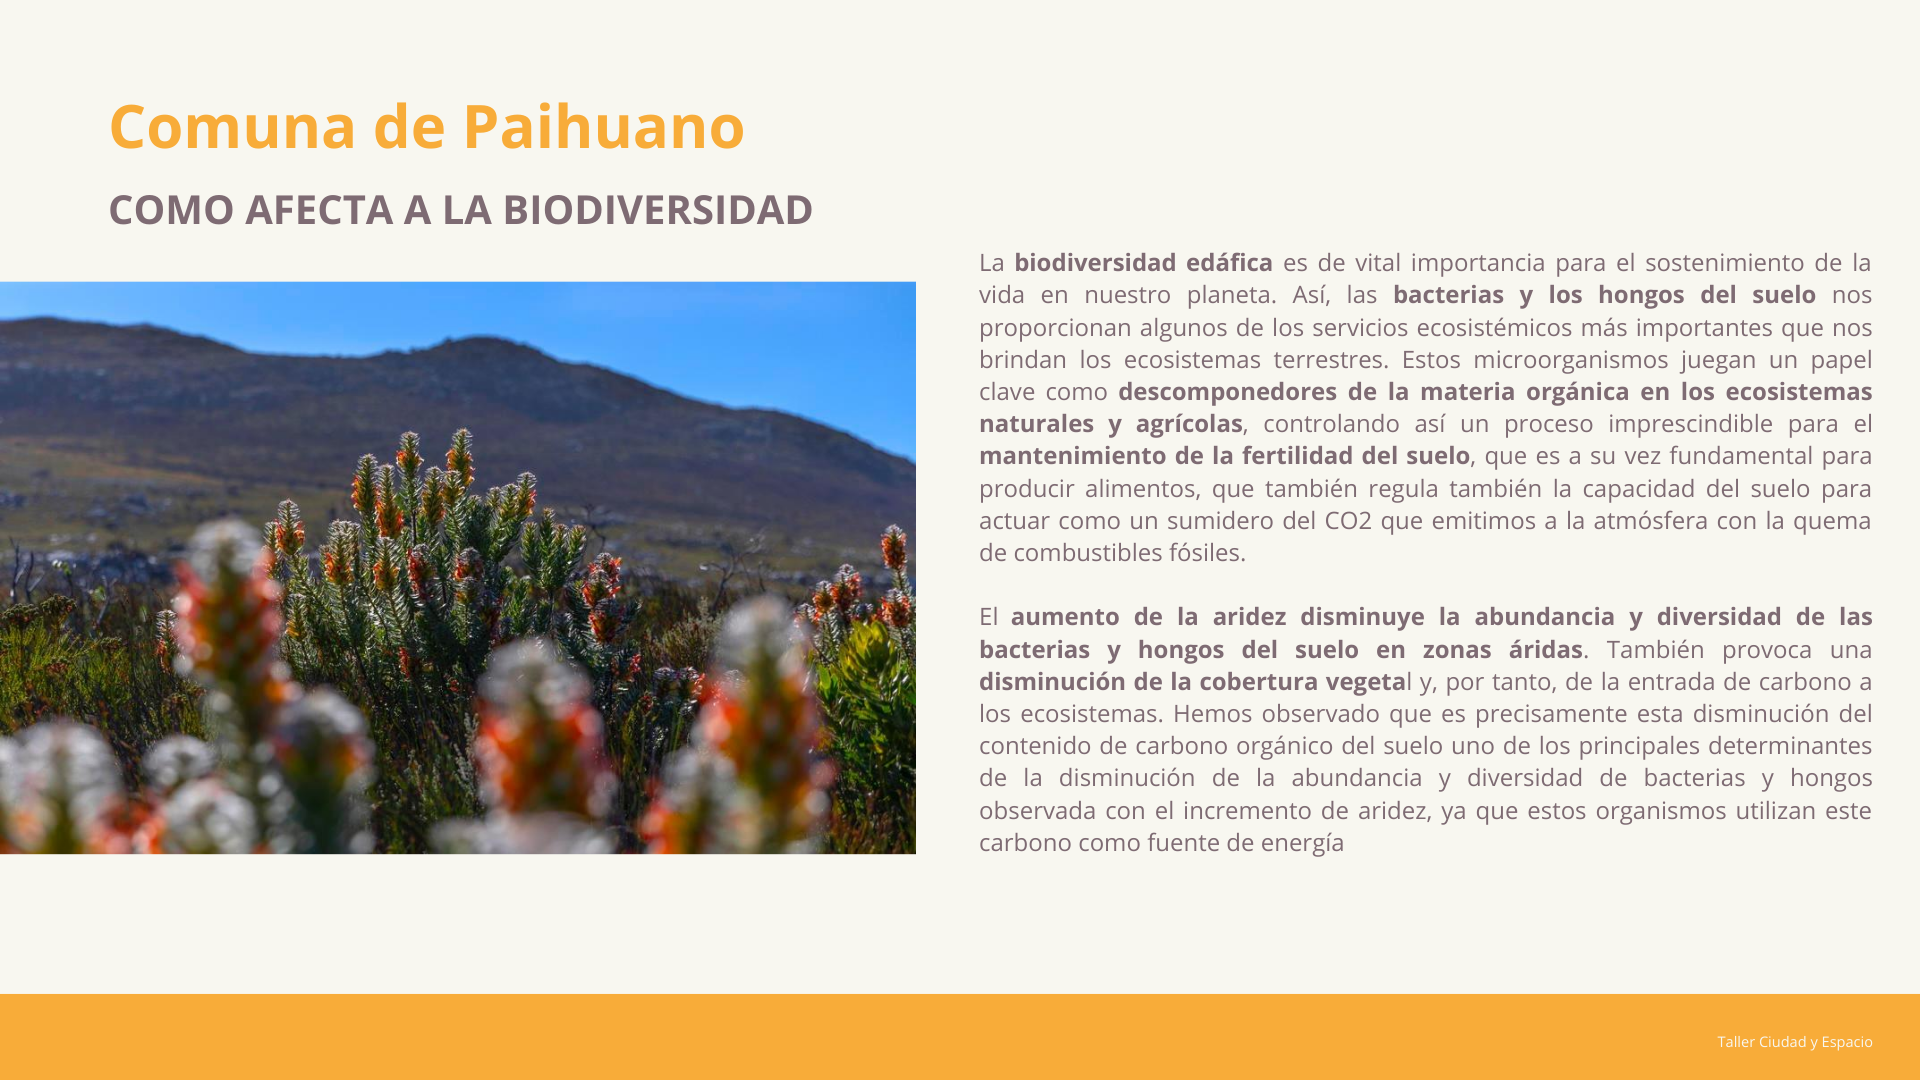 Comuna de Paihuano
COMO AFECTA A LA BIODIVERSIDAD
La biodiversidad edáfica es de vital importancia para el sostenimiento de la
vida en nuestro planeta. Así, las bacterias y los hongos del suelo nos
proporcionan algunos de los servicios ecosistémicos más importantes que nos
brindan los ecosistemas terrestres. Estos microorganismos juegan un papel
clave como descomponedores de la materia orgánica en los ecosistemas
naturales y agrícolas, controlando así un proceso imprescindible para el
mantenimiento de la fertilidad del suelo, que es a su vez fundamental para
producir alimentos, que también regula también la capacidad del suelo para
actuar como un sumidero del CO2 que emitimos a la atmósfera con la quema
de combustibles fósiles.
El aumento de la aridez disminuye la abundancia y diversidad de las
bacterias y hongos del suelo en zonas áridas. También provoca una
disminución de la cobertura vegetal y, por tanto, de la entrada de carbono a
los ecosistemas. Hemos observado que es precisamente esta disminución del
contenido de carbono orgánico del suelo uno de los principales determinantes
de la disminución de la abundancia y diversidad de bacterias y hongos
observada con el incremento de aridez, ya que estos organismos utilizan este
carbono como fuente de energía
Taller Ciudad y Espacio